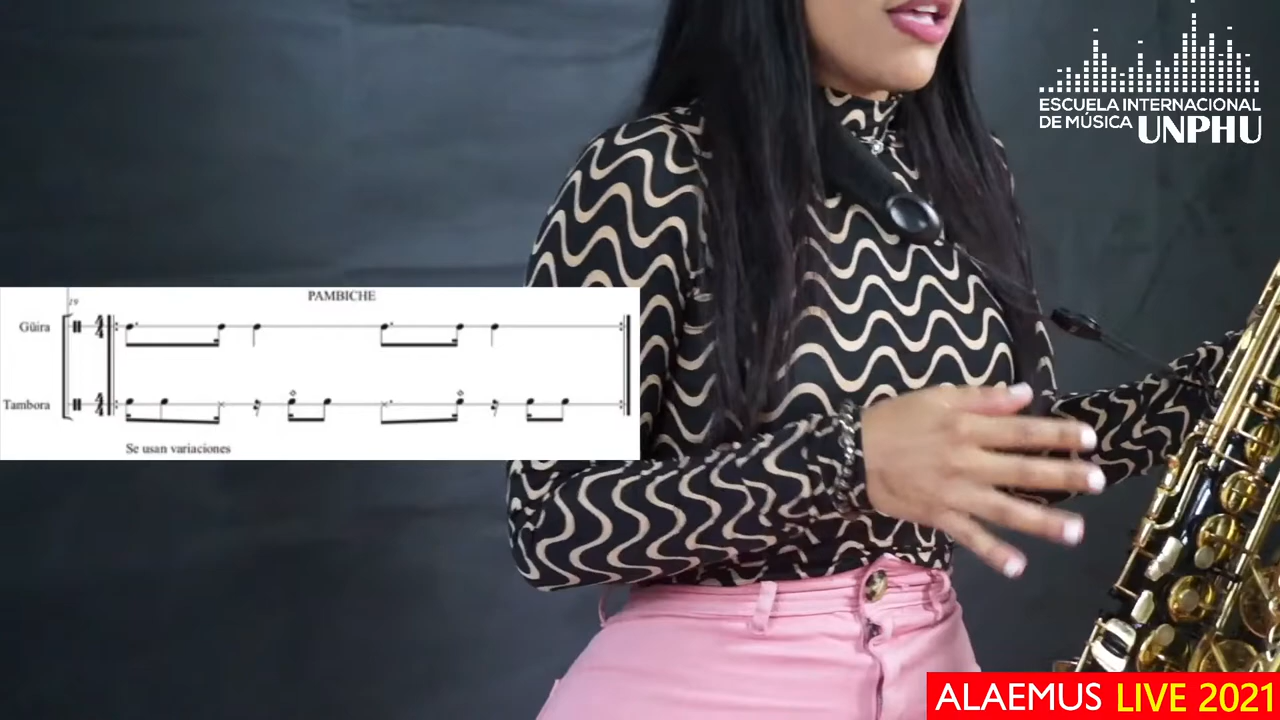 ESCUELA INTERNACIONAL
DE MÚSICA UNPHU
PAMBICHE
19
Güira
Tambora
Se usan variaciones
ALAEMUS LIVE 2021